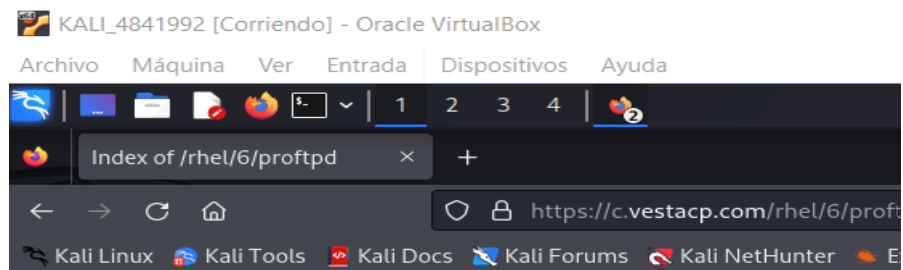 KALI_4841992 [Corriendo] - Oracle VirtualBox
Archivo Máquina Ver Entrada Dispositivos Ayuda
1 2 3 4 2
Index of /rhel/6/proftpd
https://c.vestacp.com/rhel/6/proft
Kali Linux Kali Tools Kali Docs Kali Forums Kali NetHunter